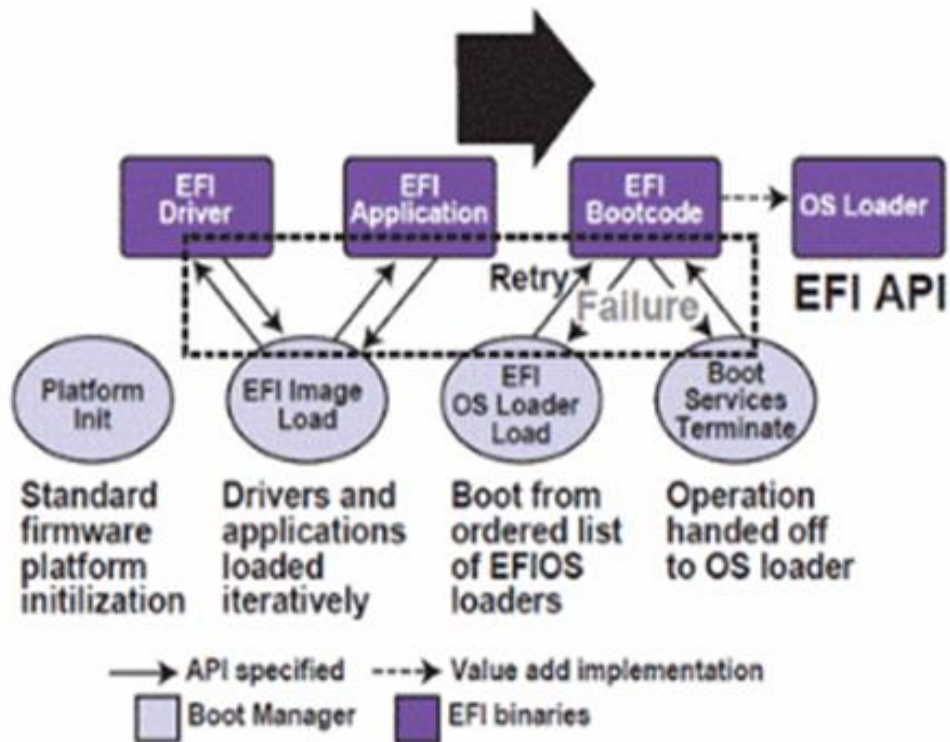 EFI
Driver
EFI
Application
EFI
Bootcode
OS Loader
Retry
Failure
EFI API
Platform
Init
EFI Image
Load
EFI
OS Loader
Load
Boot
Services
Terminate
Standard
firmware
platform
initilization
Drivers and
applications
loaded
iteratively
Boot from
ordered list
of EFIOS
loaders
Operation
handed off
to OS loader
API specified
Value add implementation
Boot Manager
EFI binaries